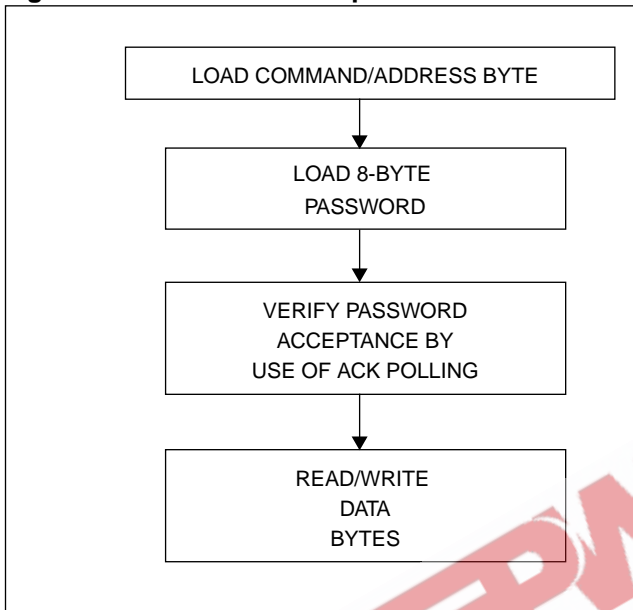 LOAD COMMAND/ADDRESS BYTE
LOAD 8-BYTE
PASSWORD
VERIFY PASSWORD
ACCEPTANCE BY
USE OF ACK POLLING
READ/WRITE
DATA
BYTES